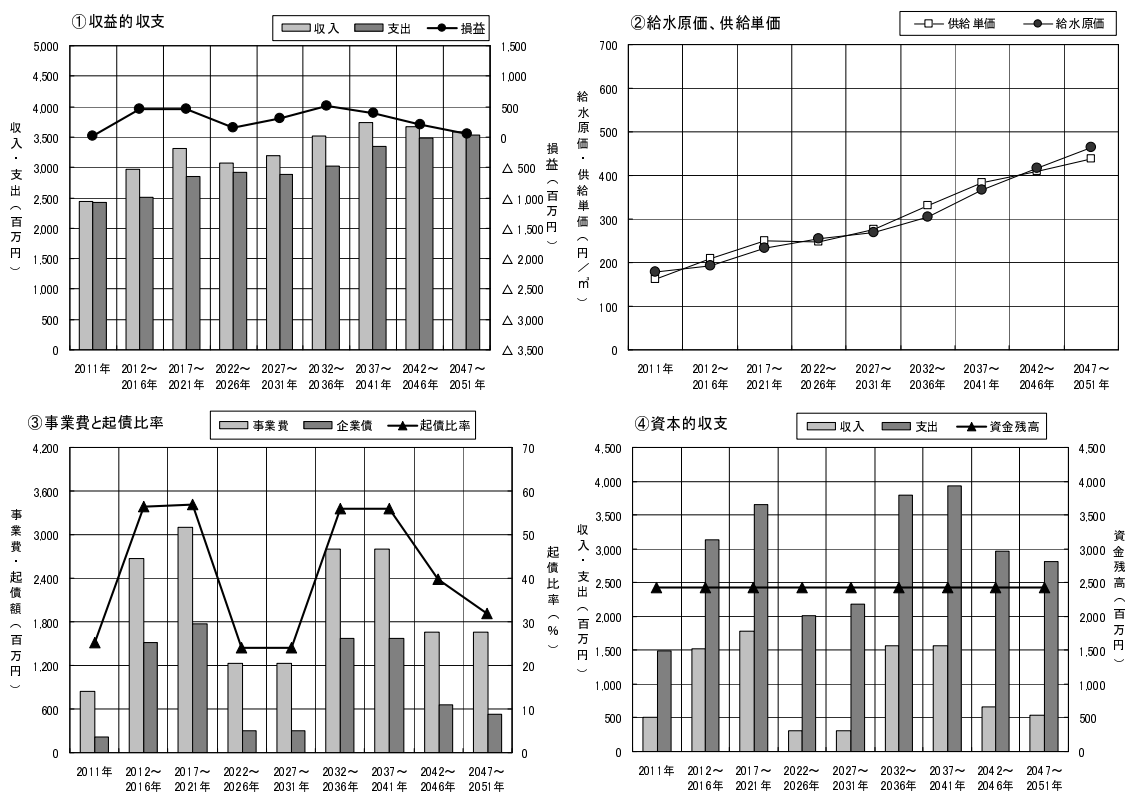 ①収益的収支
収入 支出 損益
収入・支出(百万円)
5,000
4,500
4,000
3,500
3,000
2,500
2,000
1,500
1,000
500
0
1,500
1,000
500
0
△ 500
△ 1,000
△ 1,500
△ 2,000
△ 2,500
△ 3,000
△ 3,500
損益(百万円)
2011年 2012～ 2017～ 2022～ 2027～ 2032～ 2037～ 2042～ 2047～
2016年 2021年 2026年 2031年 2036年 2041年 2046年 2051年
②給水原価、供給単価
供給単価 給水原価
給水原価・供給単価(円/㎥)
700
600
500
400
300
200
100
0
2011年 2012～ 2017～ 2022～ 2027～ 2032～ 2037～ 2042～ 2047～
2016年 2021年 2026年 2031年 2036年 2041年 2046年 2051年
③事業費と起債比率
事業費 企業債 起債比率
事業費・起債額(百万円)
4,200
3,600
3,000
2,400
1,800
1,200
600
0
70
60
50
40
30
20
10
0
起債比率(%)
2011年 2012～ 2017～ 2022～ 2027～ 2032～ 2037～ 2042～ 2047～
2016年 2021年 2026年 2031年 2036年 2041年 2046年 2051年
④資本的収支
収入 支出 資金残高
収入・支出(百万円)
4,500
4,000
3,500
3,000
2,500
2,000
1,500
1,000
500
0
4,500
4,000
3,500
3,000
2,500
2,000
1,500
1,000
500
0
資金残高(百万円)
2011年 2012～ 2017～ 2022～ 2027～ 2032～ 2037～ 2042～ 2047～
2016年 2021年 2026年 2031年 2036年 2041年 2046年 2051年